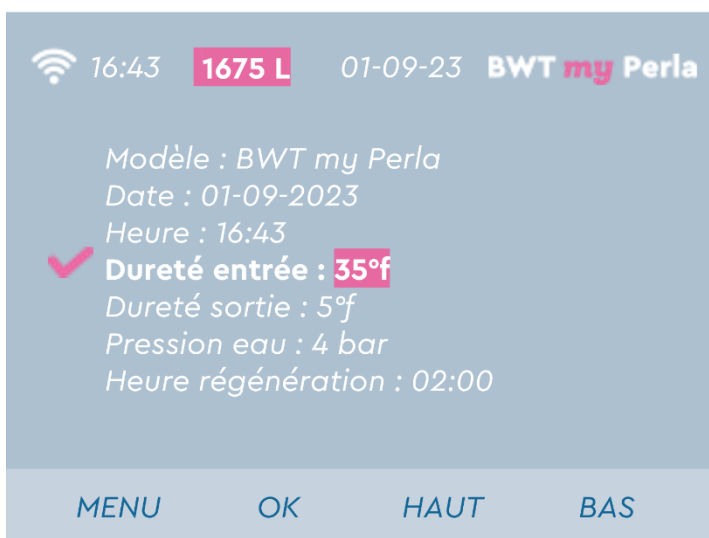 16:43 1675 L 01-09-23 BWT my Perla
Modèle : BWT my Perla
Date : 01-09-2023
Heure : 16:43
Dureté entrée : 35°f
Dureté sortie : 5°f
Pression eau : 4 bar
Heure régénération : 02:00
MENU OK HAUT BAS